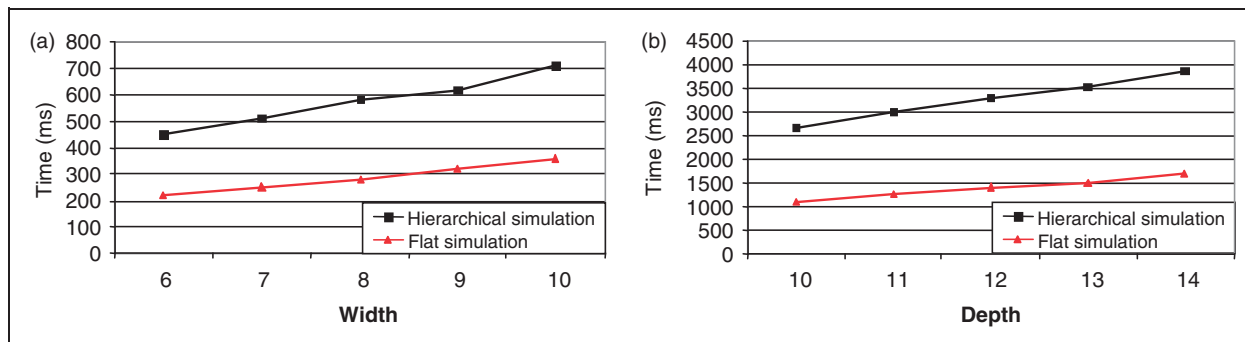 (a)
800
700
600
500
400
300
200
100
0
Time (ms)
Hierarchical simulation
Flat simulation
6 7 8 9 10
Width
(b)
4500
4000
3500
3000
2500
2000
1500
1000
500
0
Time (ms)
Hierarchical simulation
Flat simulation
10 11 12 13 14
Depth